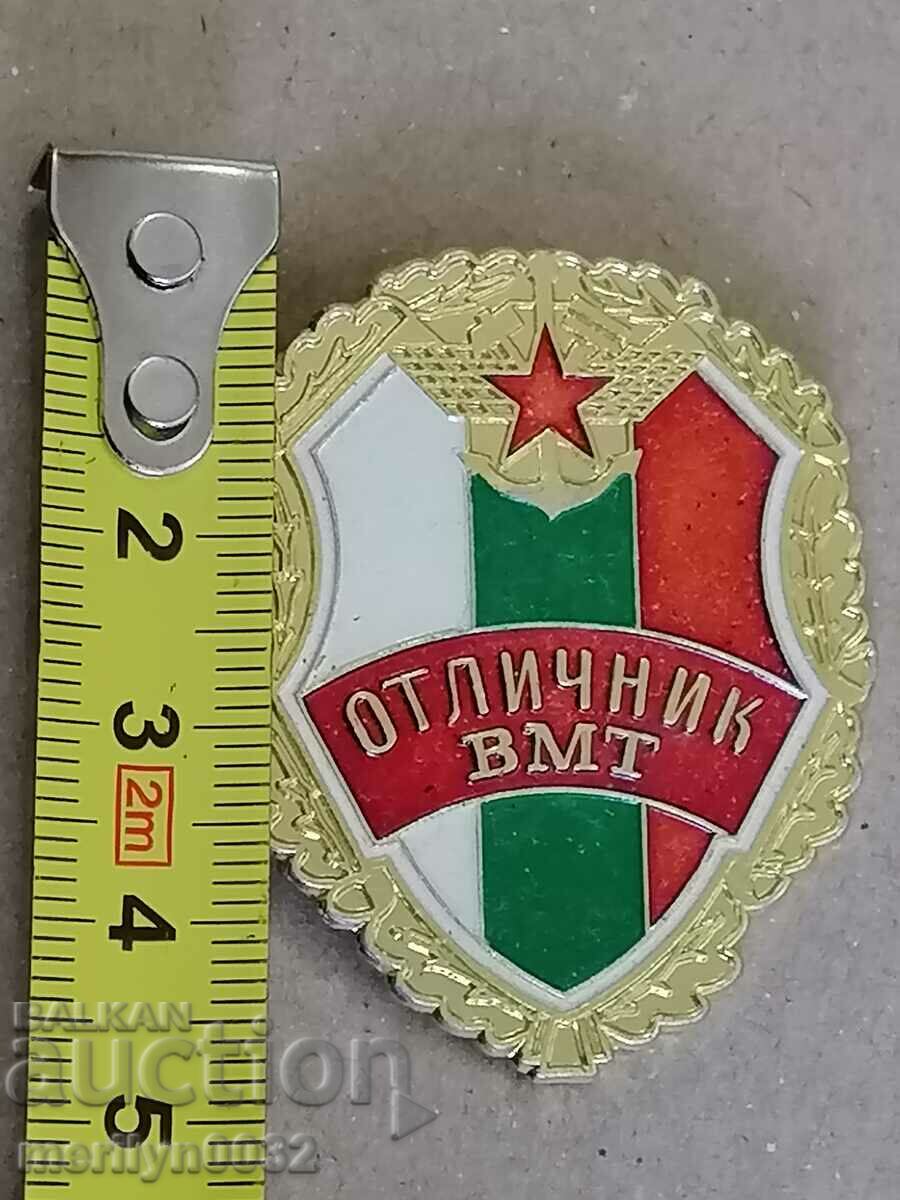 2
3
2m
4
5
ОТЛИЧНИК
ВМТ
BALKAN
auction
merilyn0032